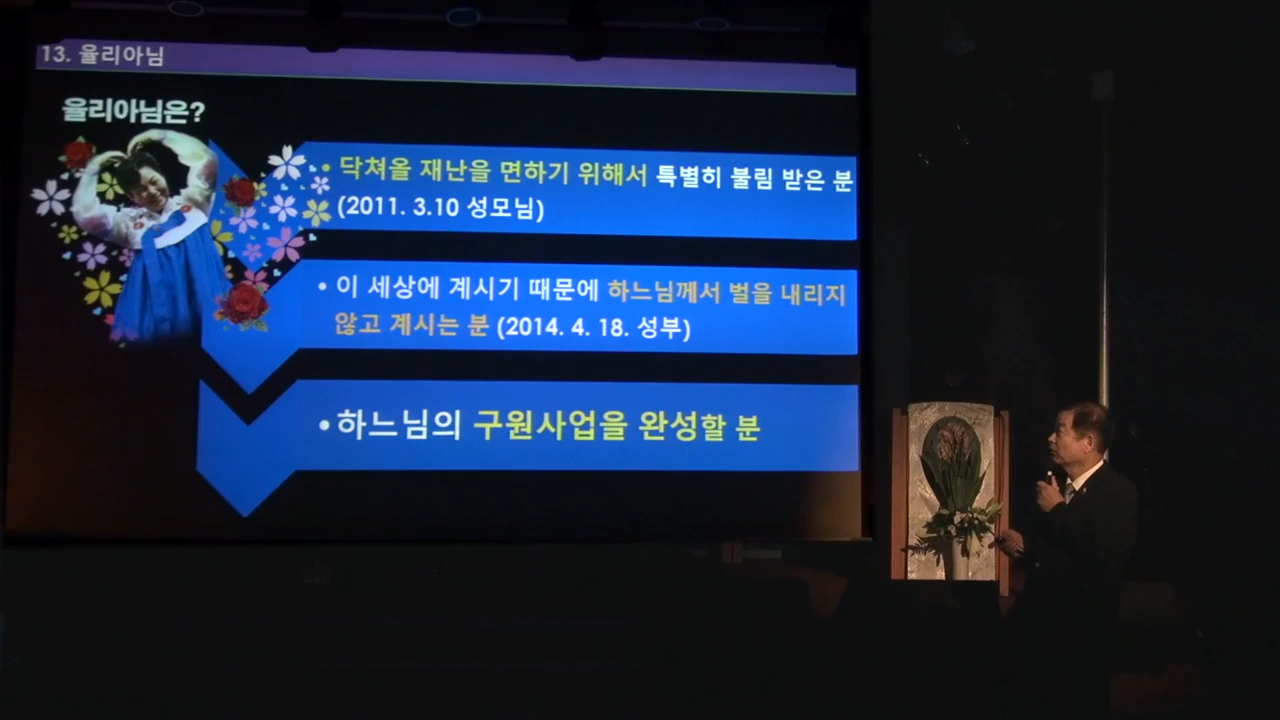 13. 율리아님
율리아님은?
• 닥쳐올 재난을 면하기 위해서 특별히 불림 받은 분
(2011. 3.10 성모님)
• 이 세상에 계시기 때문에 하느님께서 벌을 내리지
않고 계시는 분 (2014. 4. 18. 성부)
• 하느님의 구원사업을 완성할 분